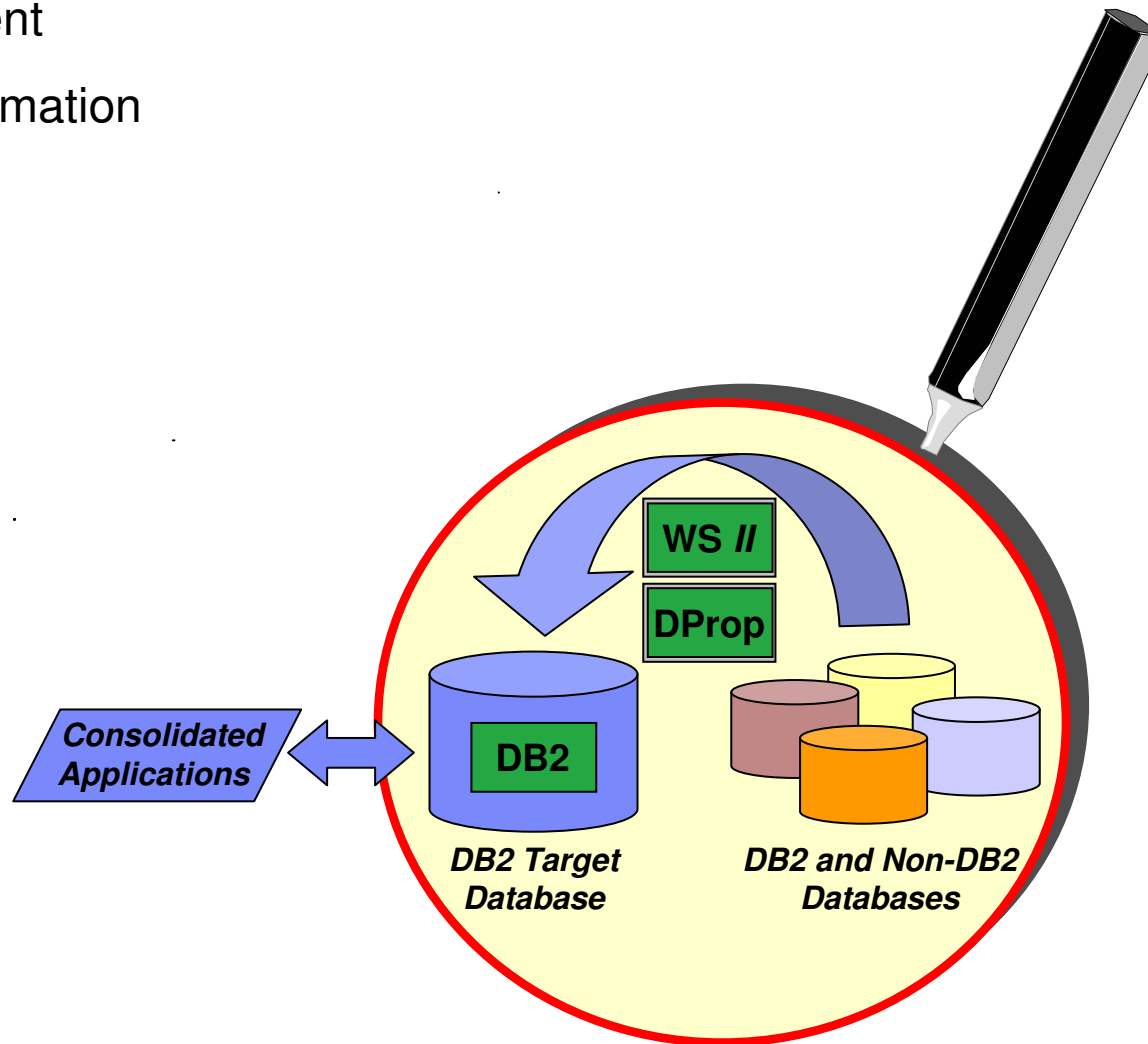 ent
mation
WS II
DProp
Consolidated
Applications
DB2
DB2 Target
Database
DB2 and Non-DB2
Databases